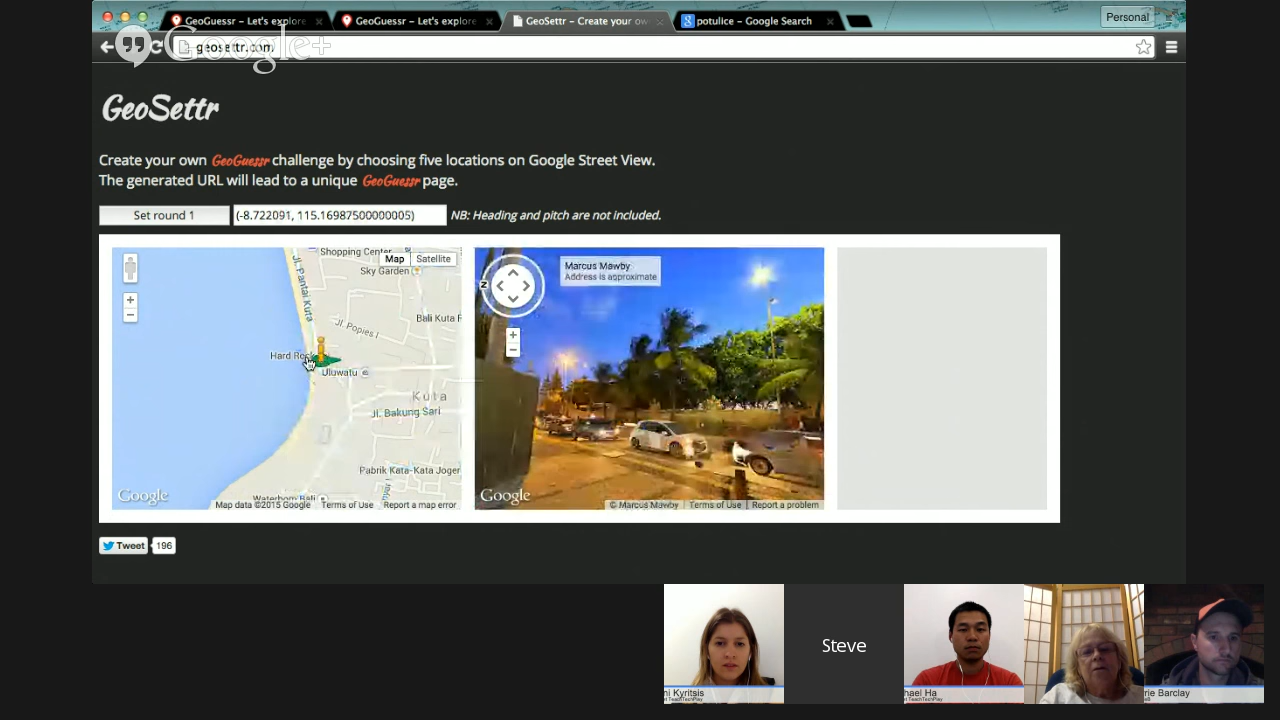 GeoGuessr – Let's explore
GeoGuessr – Let's explore
GeoSettr – Create your ow
potulice – Google Search
Personal
Google+
geosettr.com
GeoSettr
Create your own GeoGuessr challenge by choosing five locations on Google Street View.
The generated URL will lead to a unique GeoGuessr page.
Set round 1
(-8.722091, 115.16987500000005)
NB: Heading and pitch are not included.
Shopping Center
Map
Satellite
Sky Garden
Jl. Pantai Kuta
Bali Kuta R
Jl. Popies I
Hard Roc
Uluwatu
Kuta
Jl. Bakung Sari
Pabrik Kata-Kata Joger
Waterbom Bali
Google
Map data ©2015 Google
Terms of Use
Report a map error
Marcus Mawby
Address is approximate
Z
Google
© Marcus Mawby
Terms of Use
Report a problem
Tweet
196
Steve
ni Kyritsis
hael Ha
rie Barclay